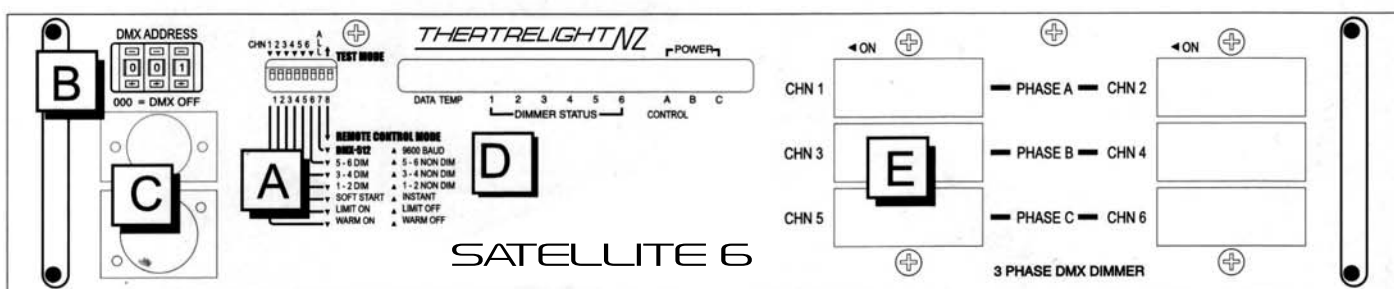 DMX ADDRESS
0 0 1
000 = DMX OFF
B
C
CHN 1 2 3 4 5 6 ALL
TEST MODE
1 2 3 4 5 6 7 8
REMOTE CONTROL MODE
DMX-512 ▲ 9600 BAUD
▼ 5 - 6 DIM ▲ 5 - 6 NON DIM
▼ 3 - 4 DIM ▲ 3 - 4 NON DIM
▼ 1 - 2 DIM ▲ 1 - 2 NON DIM
▼ SOFT START ▲ INSTANT
▼ LIMIT ON ▲ LIMIT OFF
▼ WARM ON ▲ WARM OFF
A
THEATRELIGHT NZ
POWER
DATA TEMP 1 2 3 4 5 6 A B C
DIMMER STATUS CONTROL
D
SATELLITE 6
◄ ON ◄ ON
CHN 1 PHASE A CHN 2
CHN 3 PHASE B CHN 4
E
CHN 5 PHASE C CHN 6
3 PHASE DMX DIMMER